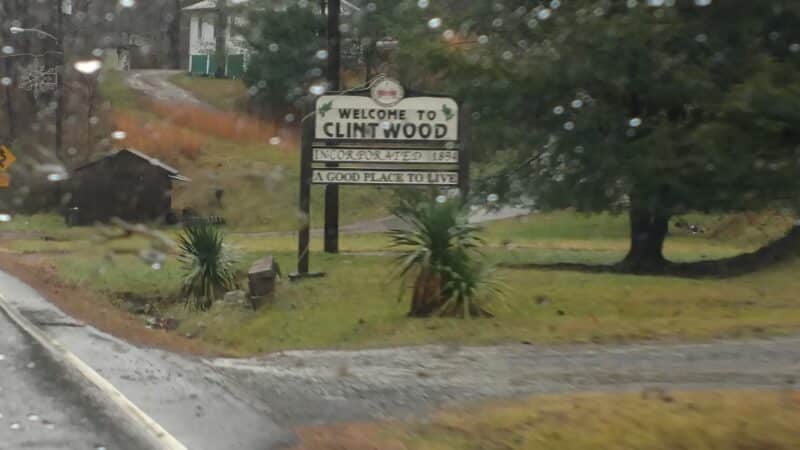 WELCOME TO
CLINTWOOD
INCORPORATED 1894
A GOOD PLACE TO LIVE